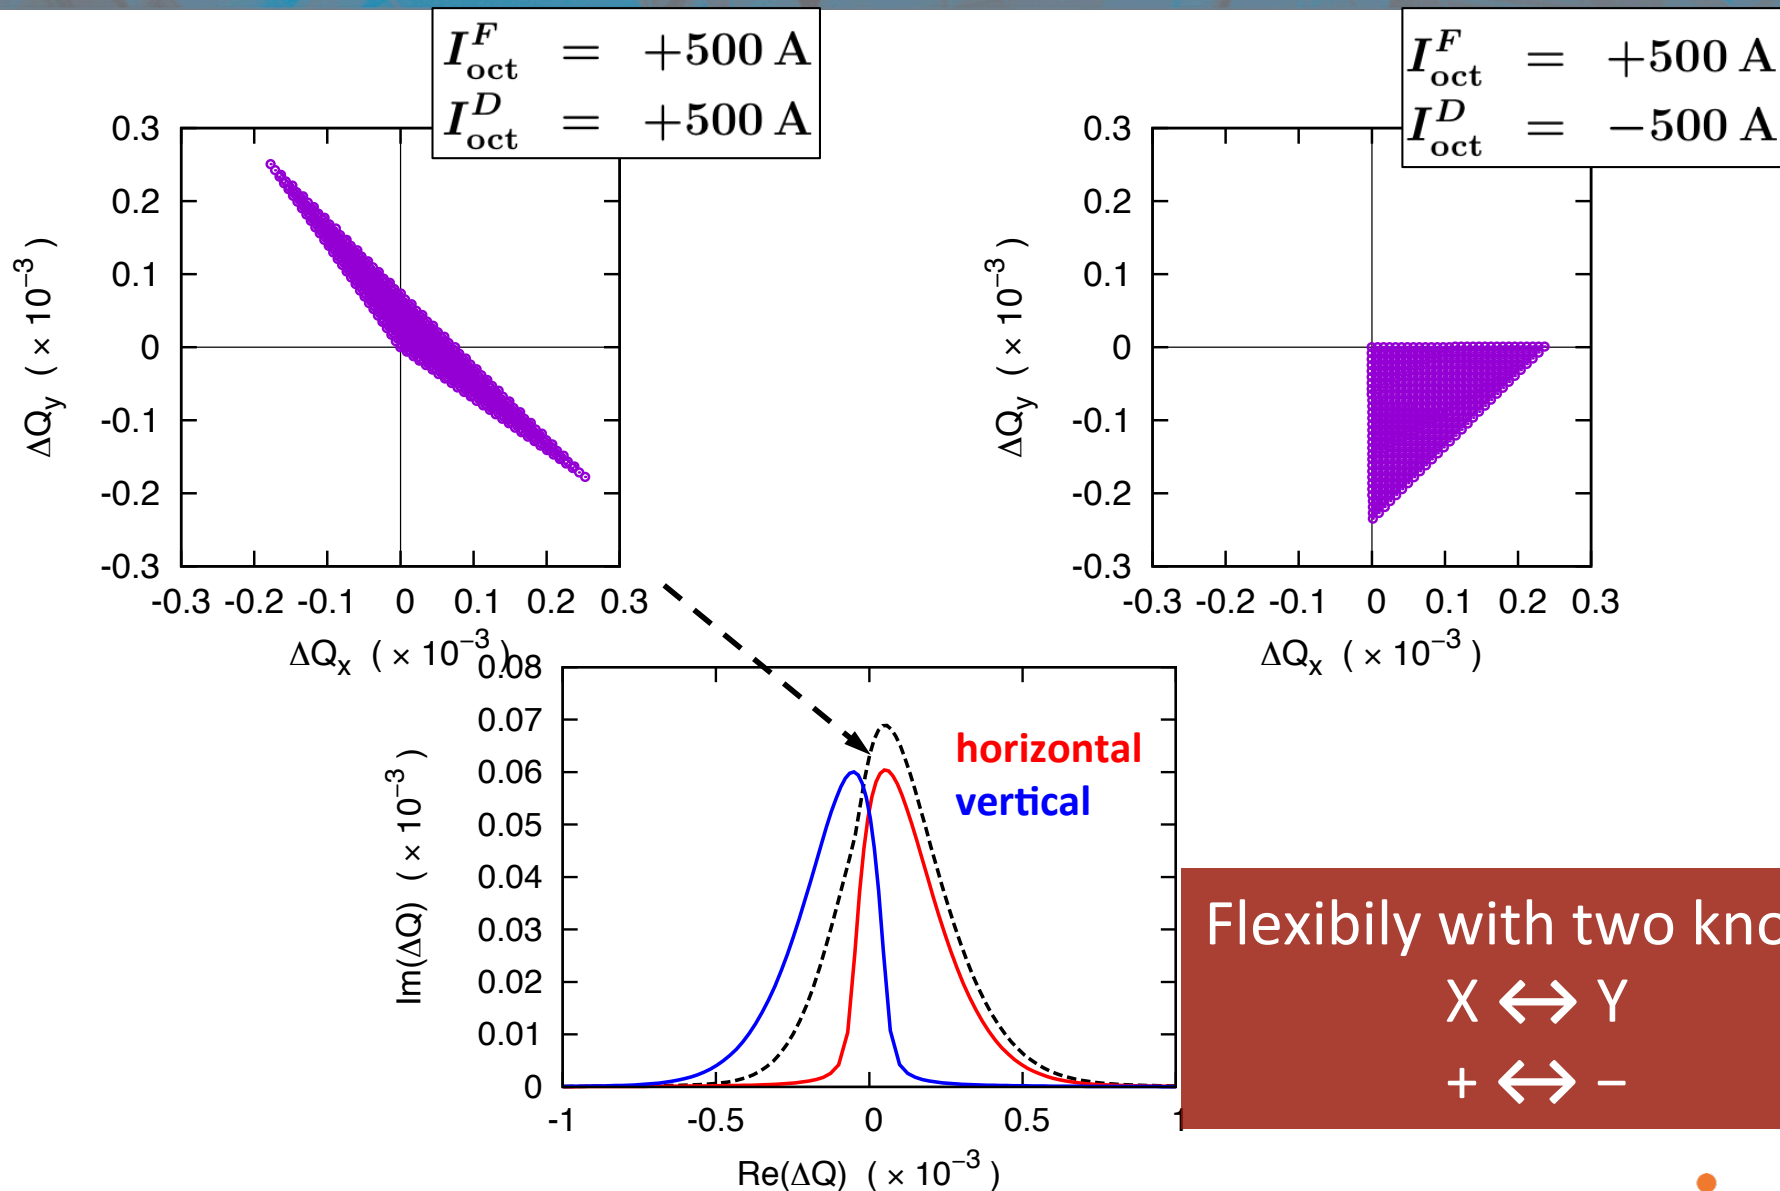 I_oct^F = +500 A
I_oct^D = +500 A
0.3
0.2
0.1
0
-0.1
-0.2
-0.3
ΔQ_y ( × 10^−3 )
-0.3 -0.2 -0.1 0 0.1 0.2 0.3
ΔQ_x ( × 10^−3 )
I_oct^F = +500 A
I_oct^D = −500 A
0.3
0.2
0.1
0
-0.1
-0.2
-0.3
ΔQ_y ( × 10^−3 )
-0.3 -0.2 -0.1 0 0.1 0.2 0.3
ΔQ_x ( × 10^−3 )
0.08
0.07
0.06
0.05
0.04
0.03
0.02
0.01
0
Im(ΔQ) ( × 10^−3 )
horizontal
vertical
-1 -0.5 0 0.5 1
Re(ΔQ) ( × 10^−3 )
Flexibily with two kno
X ↔ Y
+ ↔ −